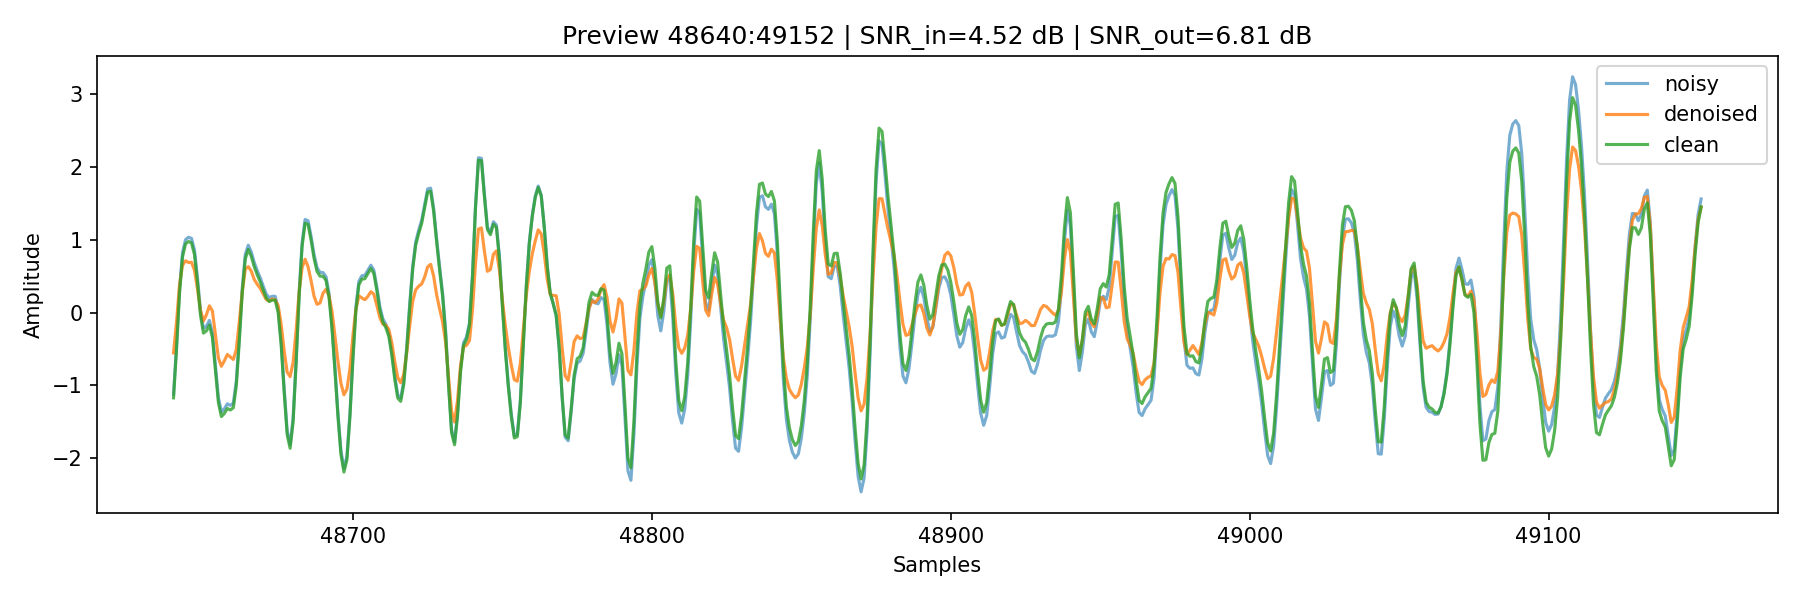 Preview 48640:49152 | SNR_in=4.52 dB | SNR_out=6.81 dB
noisy
denoised
clean
Amplitude
3
2
1
0
−1
−2
48700
48800
48900
49000
49100
Samples